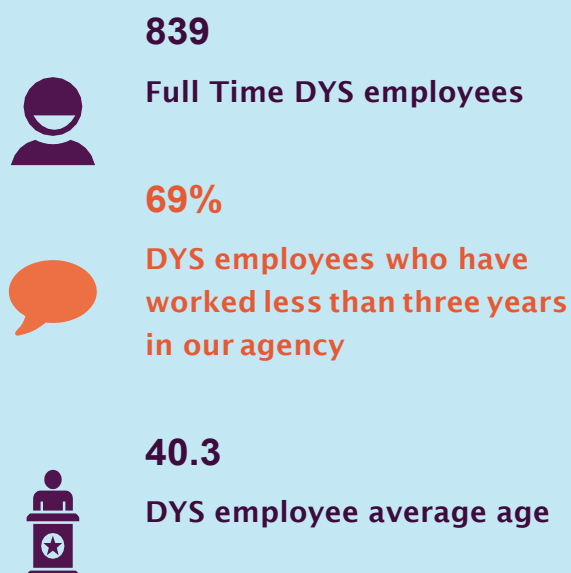 839
Full Time DYS employees
69%
DYS employees who have
worked less than three years
in our agency
40.3
DYS employee average age